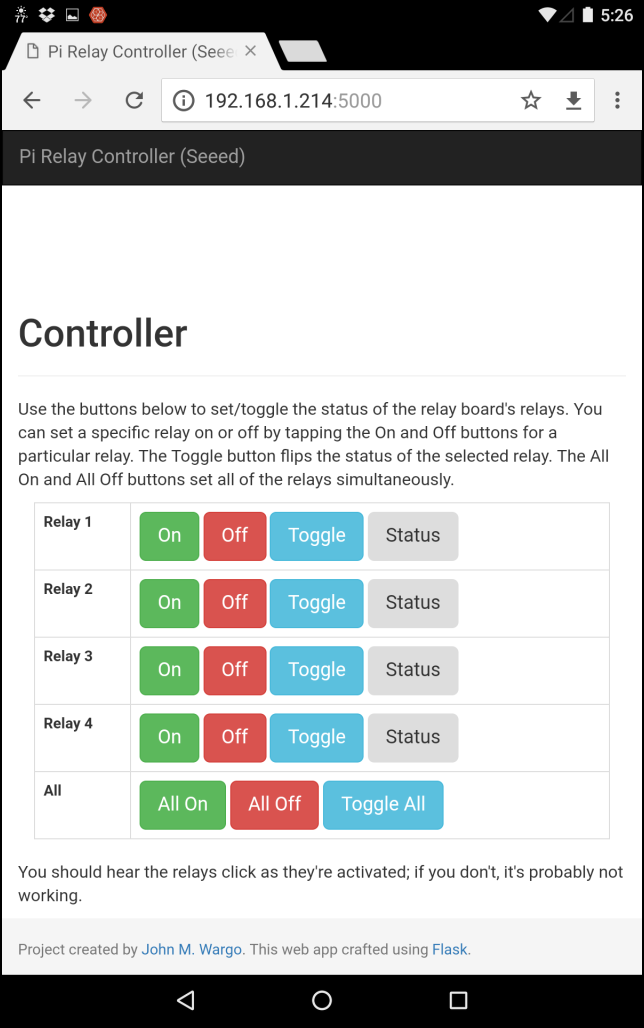 5:26
Pi Relay Controller (Seee
192.168.1.214:5000
Pi Relay Controller (Seeed)
Controller
Use the buttons below to set/toggle the status of the relay board's relays. You
can set a specific relay on or off by tapping the On and Off buttons for a
particular relay. The Toggle button flips the status of the selected relay. The All
On and All Off buttons set all of the relays simultaneously.
Relay 1 On Off Toggle Status
Relay 2 On Off Toggle Status
Relay 3 On Off Toggle Status
Relay 4 On Off Toggle Status
All All On All Off Toggle All
You should hear the relays click as they're activated; if you don't, it's probably not
working.
Project created by John M. Wargo. This web app crafted using Flask.